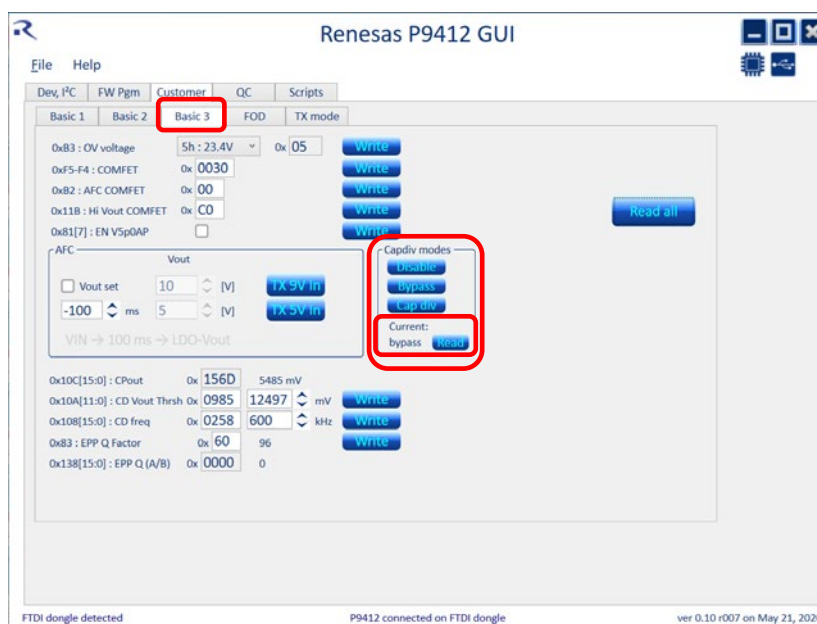 Renesas P9412 GUI
File Help
Dev, I²C FW Pgm Customer QC Scripts
Basic 1 Basic 2 Basic 3 FOD TX mode
0xB3 : OV voltage 5h : 23.4V 0x 05 Write
0xF5-F4 : COMFET 0x 0030 Write
0xB2 : AFC COMFET 0x 00 Write
0x11B : Hi Vout COMFET 0x C0 Write
Read all
0x81[7] : EN V5p0AP Write
AFC
Vout
Vout set 10 [V] TX 9V In
-100 ms 5 [V] TX 5V In
VIN → 100 ms → LDO-Vout
Capdiv modes
Disable
Bypass
Cap div
Current:
bypass Read
0x10C[15:0] : CPout 0x 156D 5485 mV
0x10A[11:0] : CD Vout Thrsh 0x 0985 12497 mV Write
0x108[15:0] : CD freq 0x 0258 600 kHz Write
0x83 : EPP Q Factor 0x 60 96 Write
0x138[15:0] : EPP Q (A/B) 0x 0000 0
FTDI dongle detected P9412 connected on FTDI dongle ver 0.10 r007 on May 21, 202